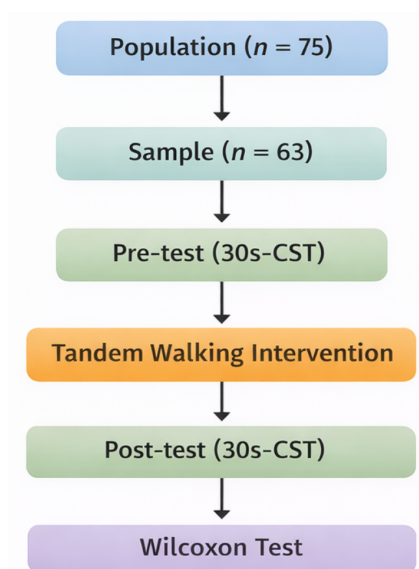 Population (n = 75)
Sample (n = 63)
Pre-test (30s-CST)
Tandem Walking Intervention
Post-test (30s-CST)
Wilcoxon Test